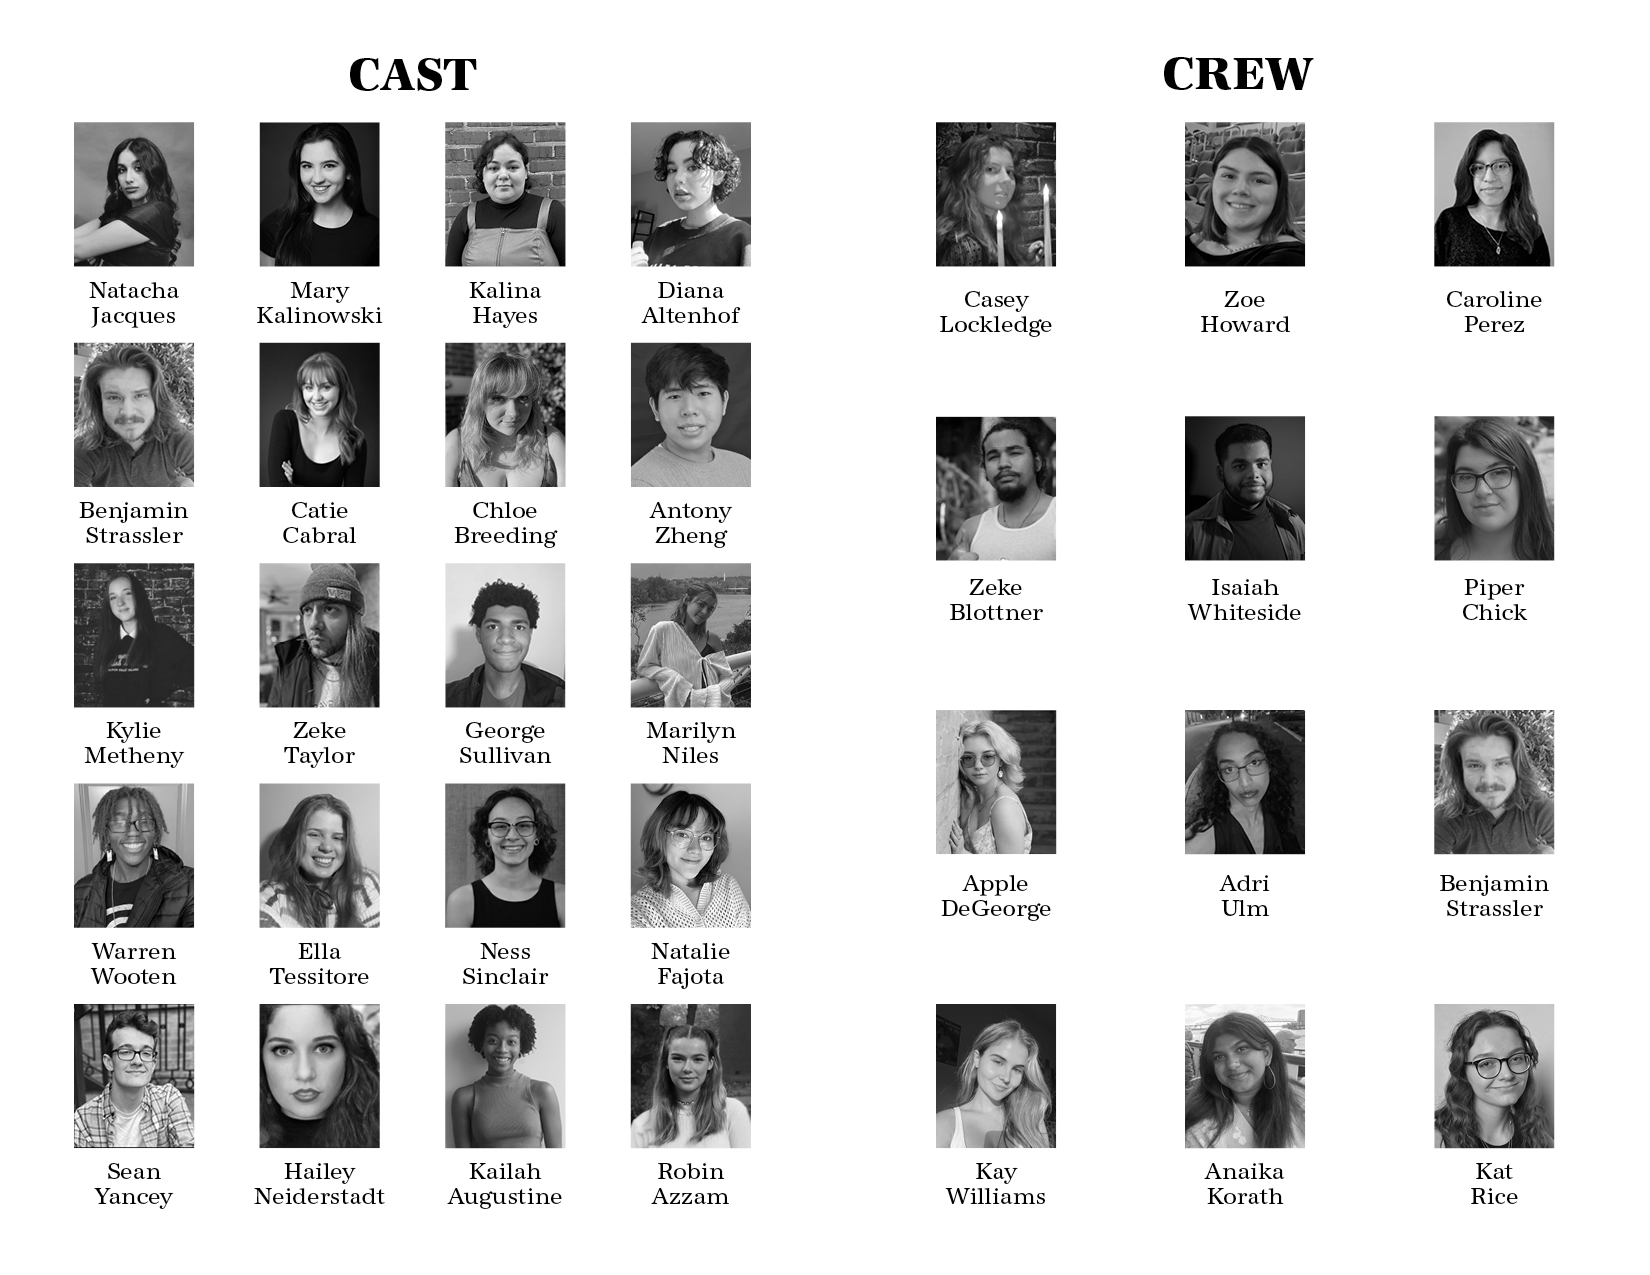 CAST
Natacha
Jacques
Mary
Kalinowski
Kalina
Hayes
Diana
Altenhof
Benjamin
Strassler
Catie
Cabral
Chloe
Breeding
Antony
Zheng
Kylie
Metheny
Zeke
Taylor
George
Sullivan
Marilyn
Niles
Warren
Wooten
Ella
Tessitore
Ness
Sinclair
Natalie
Fajota
Sean
Yancey
Hailey
Neiderstadt
Kailah
Augustine
Robin
Azzam
CREW
Casey
Lockledge
Zoe
Howard
Caroline
Perez
Zeke
Blottner
Isaiah
Whiteside
Piper
Chick
Apple
DeGeorge
Adri
Ulm
Benjamin
Strassler
Kay
Williams
Anaika
Korath
Kat
Rice